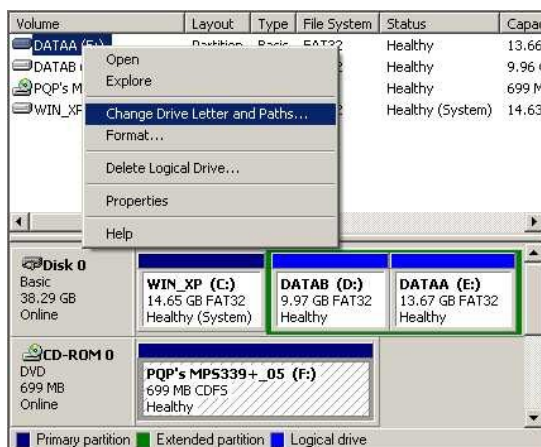 Volume Layout Type File System Status Capac
DATAA (E:) Partition Basic FAT32 Healthy 13.66
DATAB Healthy 9.96
PQP's M Healthy 699 M
WIN_XP Healthy (System) 14.63
Open
Explore
Change Drive Letter and Paths...
Format...
Delete Logical Drive...
Properties
Help
Disk 0
Basic
38.29 GB
Online
WIN_XP (C:)
14.65 GB FAT32
Healthy (System)
DATAB (D:)
9.97 GB FAT32
Healthy
DATAA (E:)
13.67 GB FAT32
Healthy
CD-ROM 0
DVD
699 MB
Online
PQP's MPS339+_05 (F:)
699 MB CDFS
Healthy
Primary partition Extended partition Logical drive